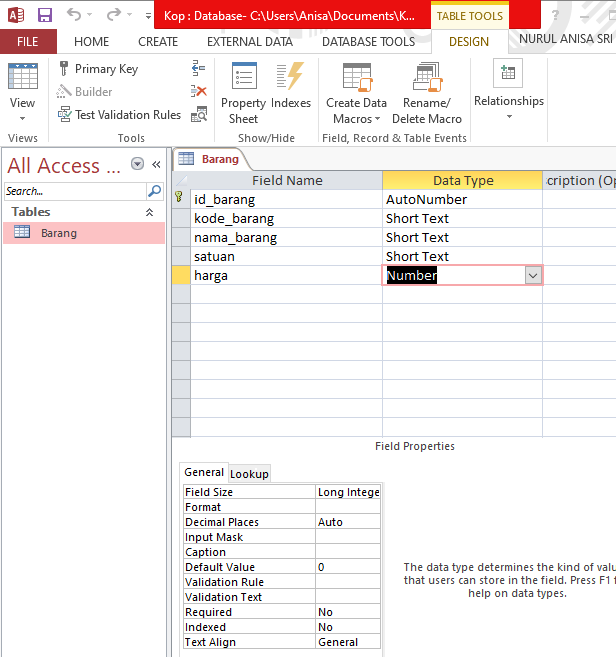 Kop : Database- C:\Users\Anisa\Documents\K...
TABLE TOOLS
?
FILE HOME CREATE EXTERNAL DATA DATABASE TOOLS DESIGN NURUL ANISA SRI
View
Primary Key
Builder
Test Validation Rules
Property Sheet
Indexes
Create Data Macros
Rename/ Delete Macro
Relationships
Views Tools Show/Hide Field, Record & Table Events
All Access ...
Search...
Tables
Barang
Barang
Field Name Data Type cription (Op
id_barang AutoNumber
kode_barang Short Text
nama_barang Short Text
satuan Short Text
harga Number
Field Properties
General Lookup
Field Size Long Intege
Format
Decimal Places Auto
Input Mask
Caption
Default Value 0
Validation Rule
Validation Text
Required No
Indexed No
Text Align General
The data type determines the kind of valu
that users can store in the field. Press F1 f
help on data types.